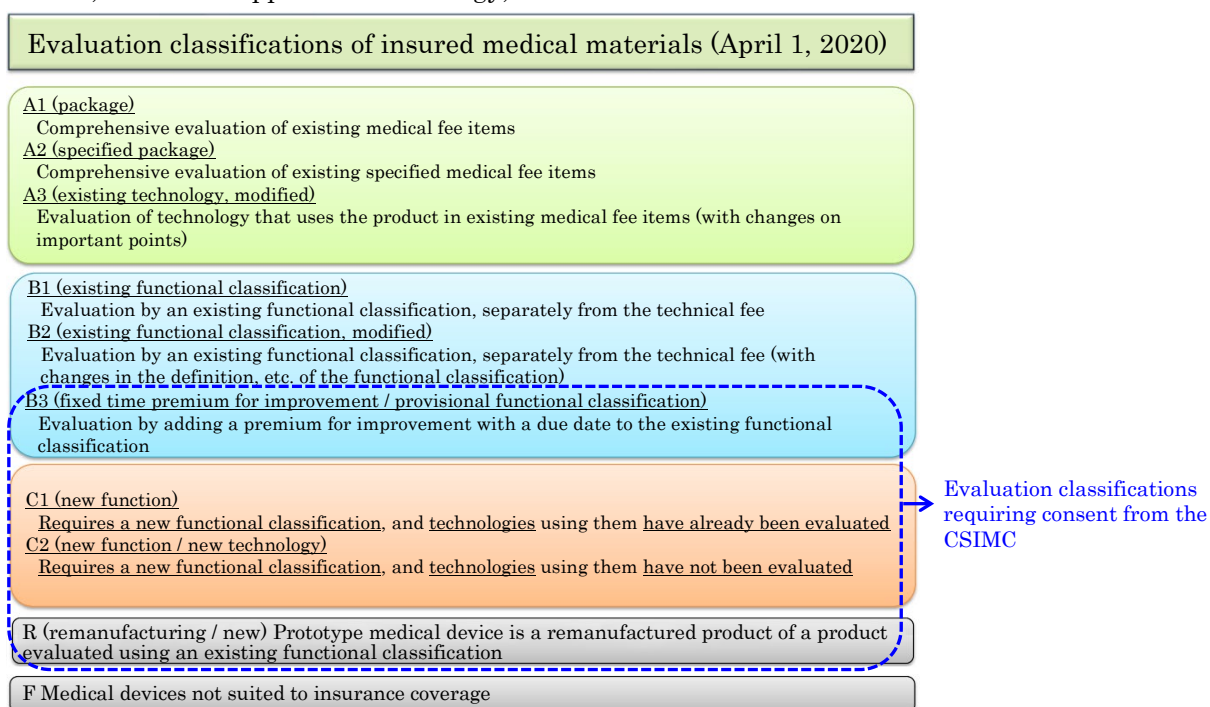 Evaluation classifications of insured medical materials (April 1, 2020)
A1 (package)
Comprehensive evaluation of existing medical fee items
A2 (specified package)
Comprehensive evaluation of existing specified medical fee items
A3 (existing technology, modified)
Evaluation of technology that uses the product in existing medical fee items (with changes on
important points)
B1 (existing functional classification)
Evaluation by an existing functional classification, separately from the technical fee
B2 (existing functional classification, modified)
Evaluation by an existing functional classification, separately from the technical fee (with
changes in the definition, etc. of the functional classification)
B3 (fixed time premium for improvement / provisional functional classification)
Evaluation by adding a premium for improvement with a due date to the existing functional
classification
C1 (new function)
Requires a new functional classification, and technologies using them have already been evaluated
C2 (new function / new technology)
Requires a new functional classification, and technologies using them have not been evaluated
Evaluation classifications
requiring consent from the
CSIMC
R (remanufacturing / new) Prototype medical device is a remanufactured product of a product
evaluated using an existing functional classification
F Medical devices not suited to insurance coverage